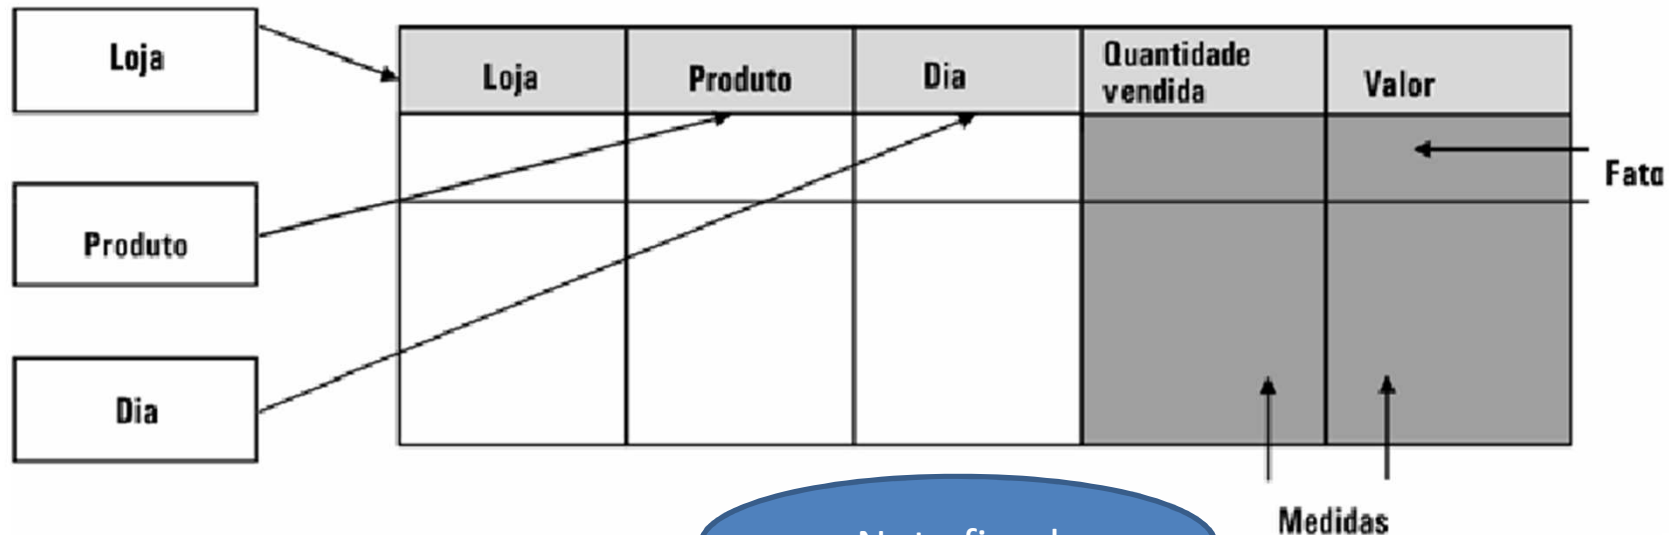 Loja
Loja
Produto
Dia
Quantidade
vendida
Valor
Fato
Produto
Dia
Medidas